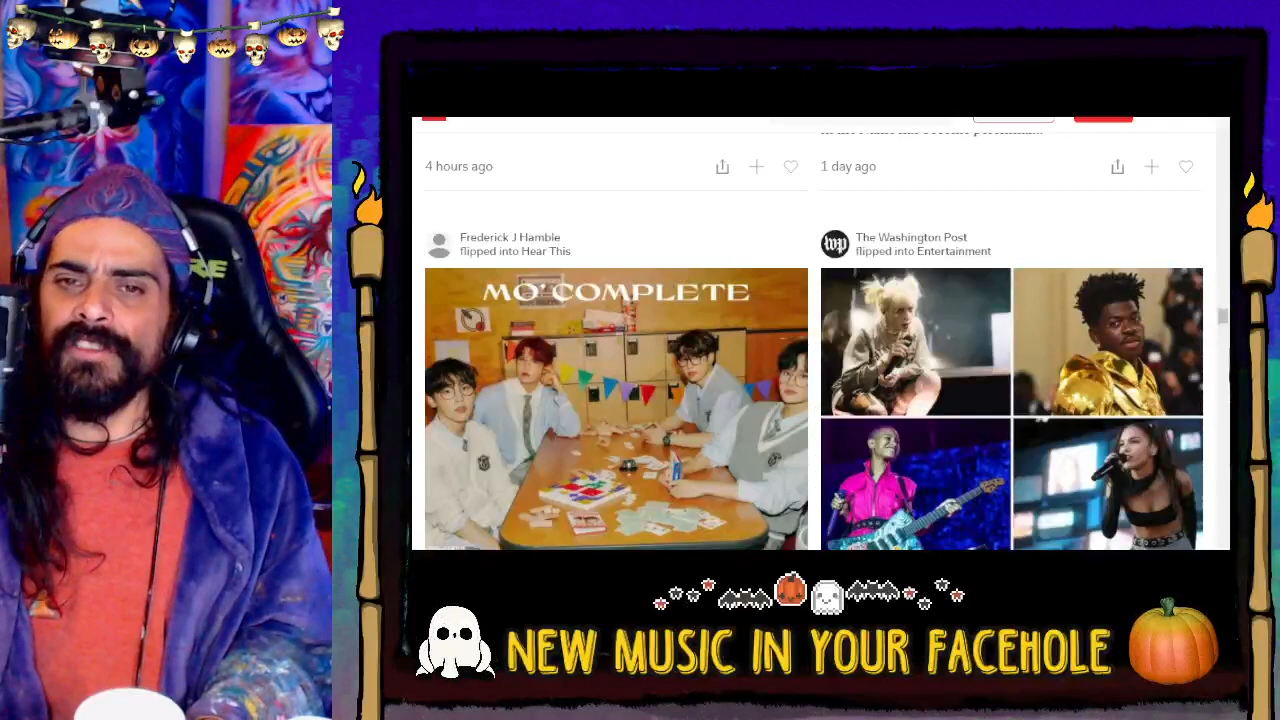 4 hours ago
1 day ago
Frederick J Hamble
flipped into Hear This
wp
The Washington Post
flipped into Entertainment
MO' COMPLETE
NEW MUSIC IN YOUR FACEHOLE